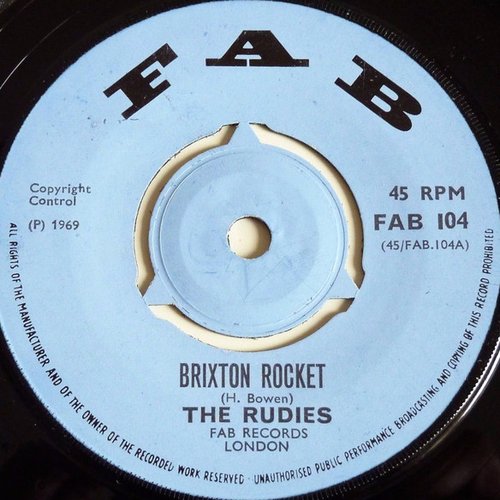 FAB
Copyright
Control
(P) 1969
45 RPM
FAB 104
(45/FAB.104A)
BRIXTON ROCKET
(H. Bowen)
THE RUDIES
FAB RECORDS
LONDON
ALL RIGHTS OF THE MANUFACTURER AND OF THE OWNER OF THE RECORDED WORK RESERVED · UNAUTHORISED PUBLIC PERFORMANCE BROADCASTING AND COPYING OF THIS RECORD PROHIBITED